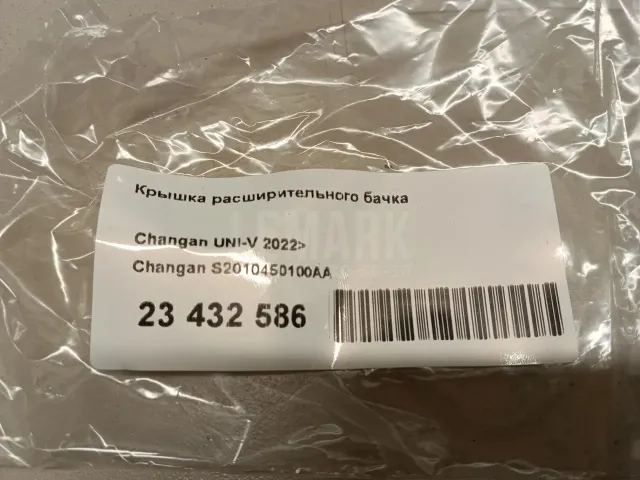 Крышка расширительного бачка
Changan UNI-V 2022>
Changan S2010450100AA
23 432 586